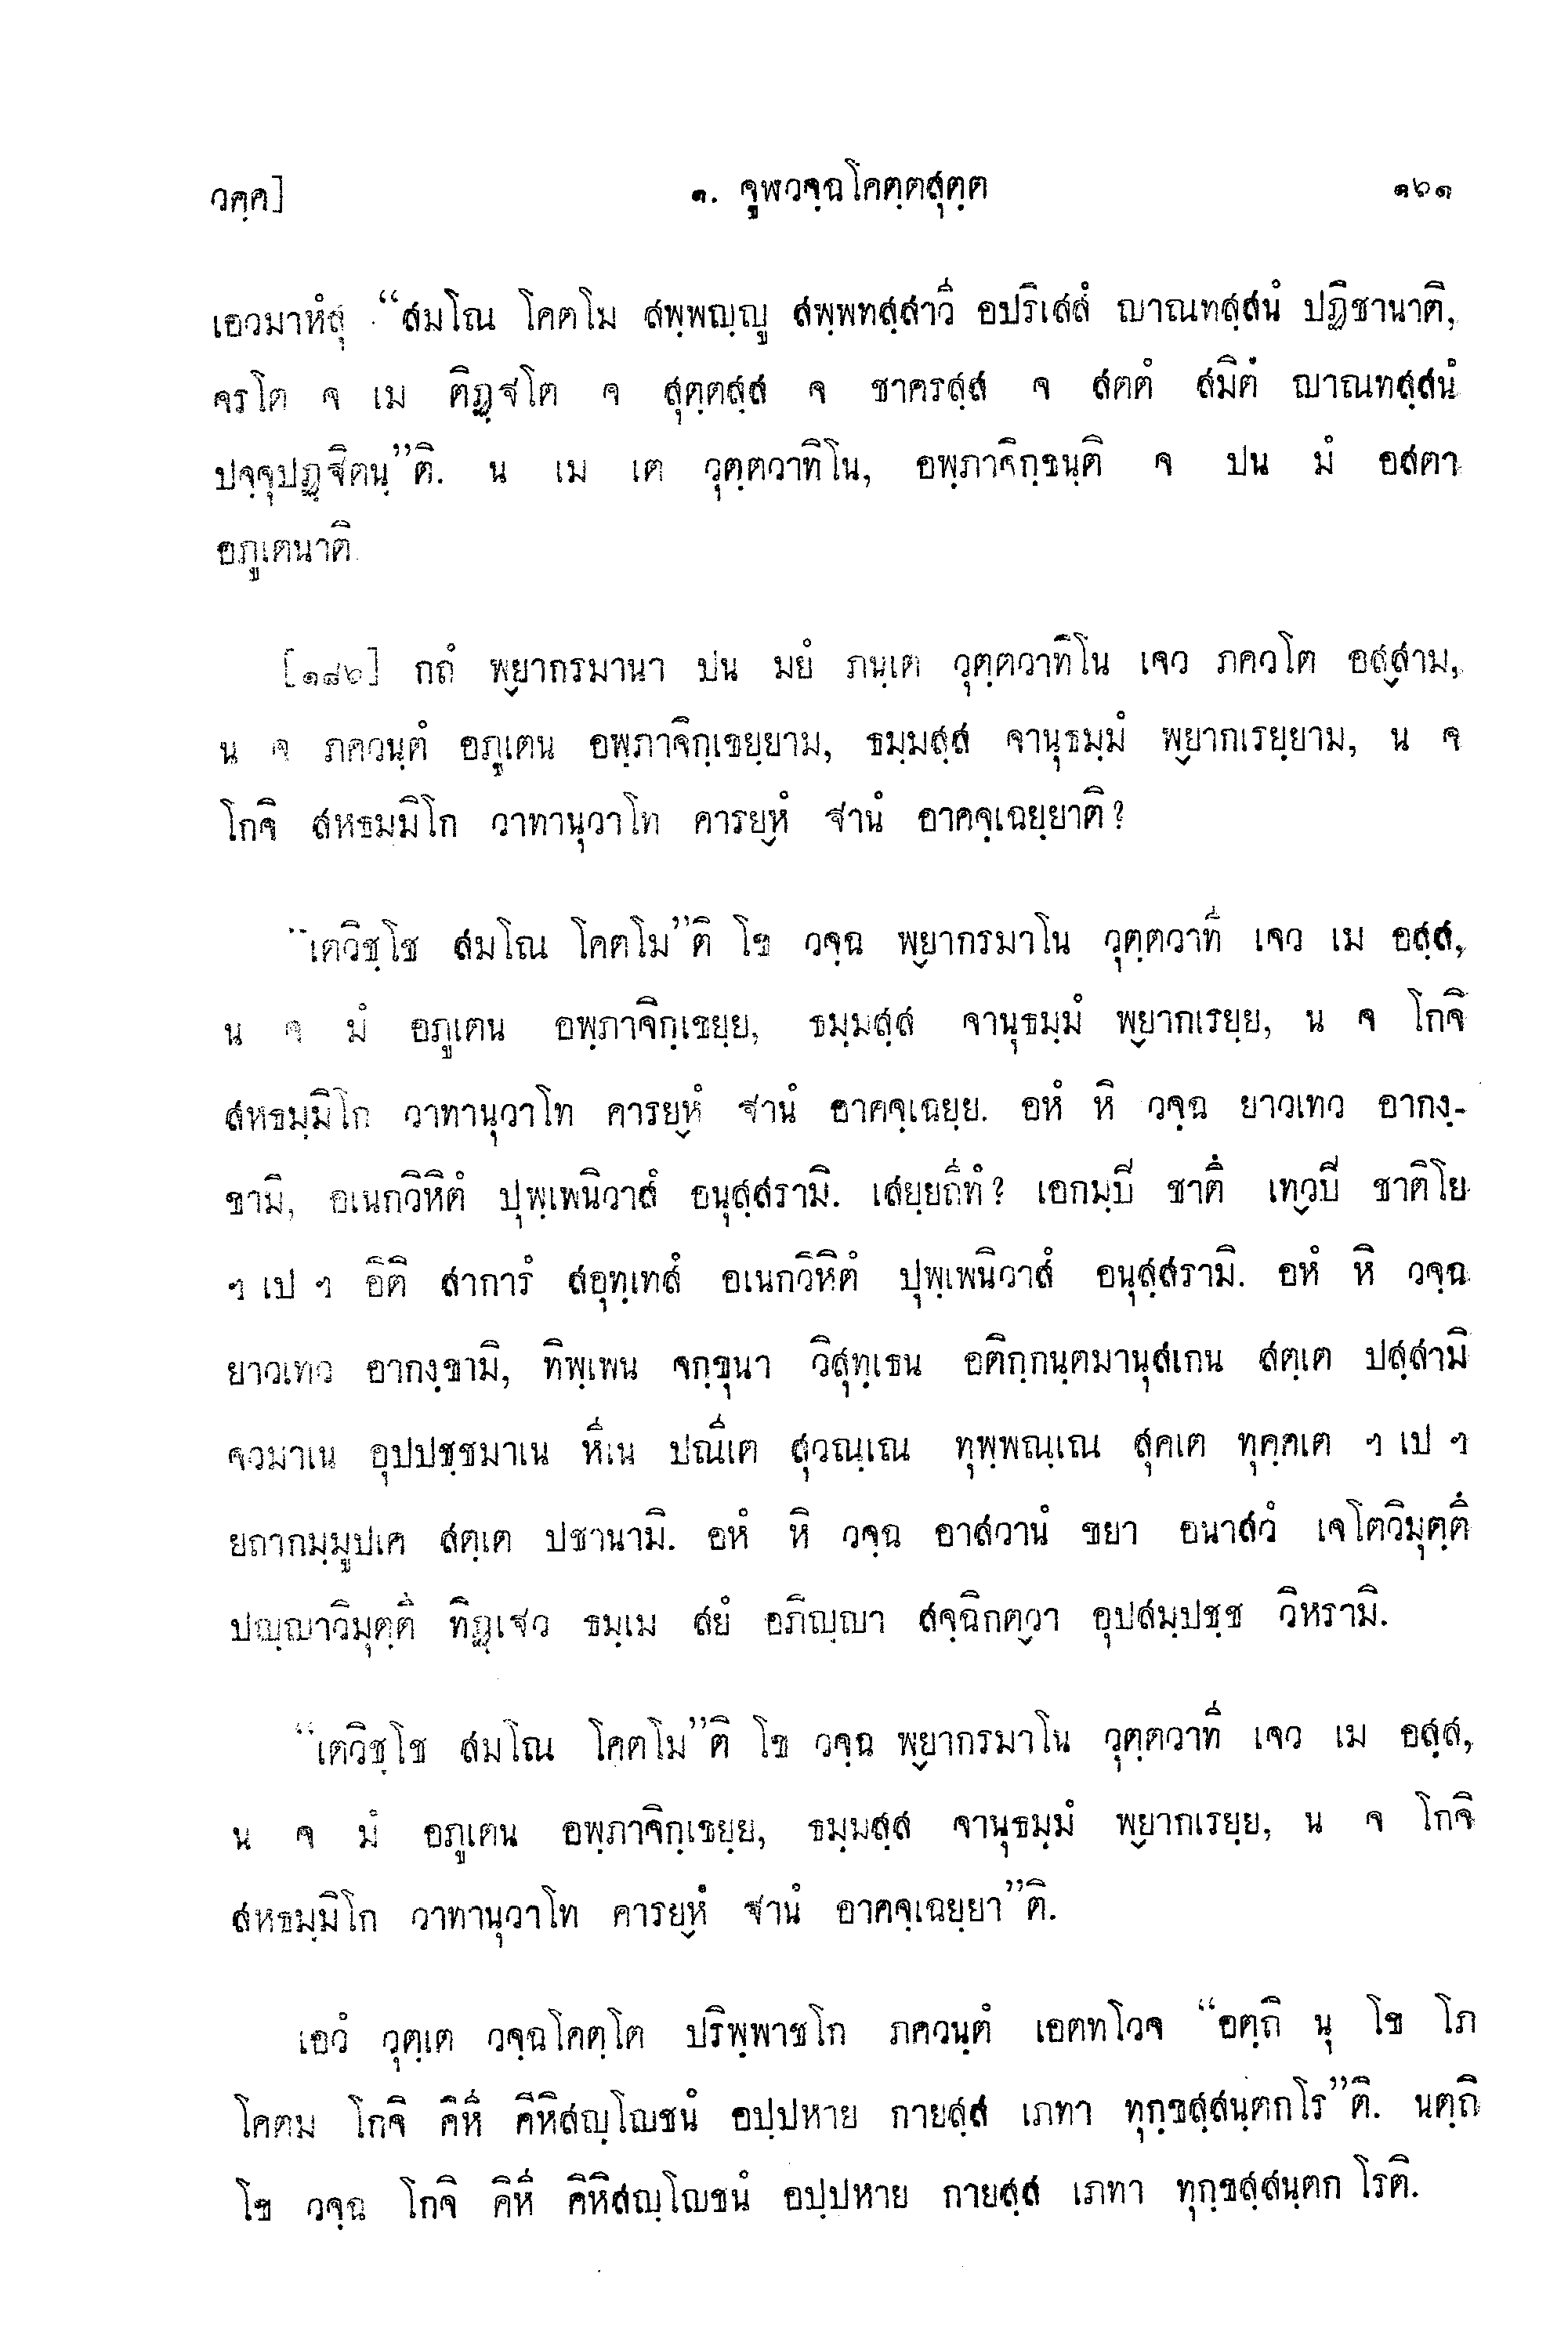 วคฺค]
๑. จูฬวจฺฉโคตฺตสุตฺต
๑๖๑
เอวมาหํสุ “สมโณ โคตโม สพฺพญฺญู สพฺพทสฺสาวี อปริเสสํ ญาณทสฺสนํ ปฏิชานาติ,
จรโต จ เม ติฏฺฐโต จ สุตฺตสฺส จ ชาครสฺส จ สตตํ สมิตํ ญาณทสฺสนํ
ปจฺจุปฏฺฐิตนฺ”ติ. น เม เต วุตฺตวาทิโน, อพฺภาจิกฺขนฺติ จ ปน มํ อสตา
อภูเตนาติ.
[๑๘๖] กถํ พฺยากรมานา ปน มยํ ภนฺเต วุตฺตวาทิโน เจว ภควโต อสฺสาม,
น จ ภควนฺตํ อภูเตน อพฺภาจิกฺเขยฺยาม, ธมฺมสฺส จานุธมฺมํ พฺยากเรยฺยาม, น จ
โกจิ สหธมฺมิโก วาทานุวาโท คารยฺหํ ฐานํ อาคจฺเฉยฺยาติ?
“เตวิชฺโช สมโณ โคตโม”ติ โข วจฺฉ พฺยากรมาโน วุตฺตวาที เจว เม อสฺส,
น จ มํ อภูเตน อพฺภาจิกฺเขยฺย, ธมฺมสฺส จานุธมฺมํ พฺยากเรยฺย, น จ โกจิ
สหธมฺมิโก วาทานุวาโท คารยฺหํ ฐานํ อาคจฺเฉยฺย. อหํ หิ วจฺฉ ยาวเทว อากงฺ-
ขามิ, อเนกวิหิตํ ปุพฺเพนิวาสํ อนุสฺสรามิ. เสยฺยถีทํ? เอกมฺปิ ชาตึ เทฺวปิ ชาติโย
ฯ เป ฯ อิติ สาการํ สอุทฺเทสํ อเนกวิหิตํ ปุพฺเพนิวาสํ อนุสฺสรามิ. อหํ หิ วจฺฉ
ยาวเทว อากงฺขามิ, ทิพฺเพน จกฺขุนา วิสุทฺเธน อติกฺกนฺตมานุสเกน สตฺเต ปสฺสามิ
จวมาเน อุปปชฺชมาเน หีเน ปณีเต สุวณฺเณ ทุพฺพณฺเณ สุคเต ทุคฺคเต ฯ เป ฯ
ยถากมฺมูปเค สตฺเต ปชานามิ. อหํ หิ วจฺฉ อาสวานํ ขยา อนาสวํ เจโตวิมุตฺตึ
ปญฺญาวิมุตฺตึ ทิฏฺเฐว ธมฺเม สยํ อภิญฺญา สจฺฉิกตฺวา อุปสมฺปชฺช วิหรามิ.
“เตวิชฺโช สมโณ โคตโม”ติ โข วจฺฉ พฺยากรมาโน วุตฺตวาที เจว เม อสฺส,
น จ มํ อภูเตน อพฺภาจิกฺเขยฺย, ธมฺมสฺส จานุธมฺมํ พฺยากเรยฺย, น จ โกจิ
สหธมฺมิโก วาทานุวาโท คารยฺหํ ฐานํ อาคจฺเฉยฺยา”ติ.
เอวํ วุตฺเต วจฺฉโคตฺโต ปริพฺพาชโก ภควนฺตํ เอตทโวจ “อตฺถิ นุ โข โภ
โคตม โกจิ คิหี คิหิสญฺโญชนํ อปฺปหาย กายสฺส เภทา ทุกฺขสฺสนฺตกโร”ติ. นตฺถิ
โข วจฺฉ โกจิ คิหี คิหิสญฺโญชนํ อปฺปหาย กายสฺส เภทา ทุกฺขสฺสนฺตก โรติ.